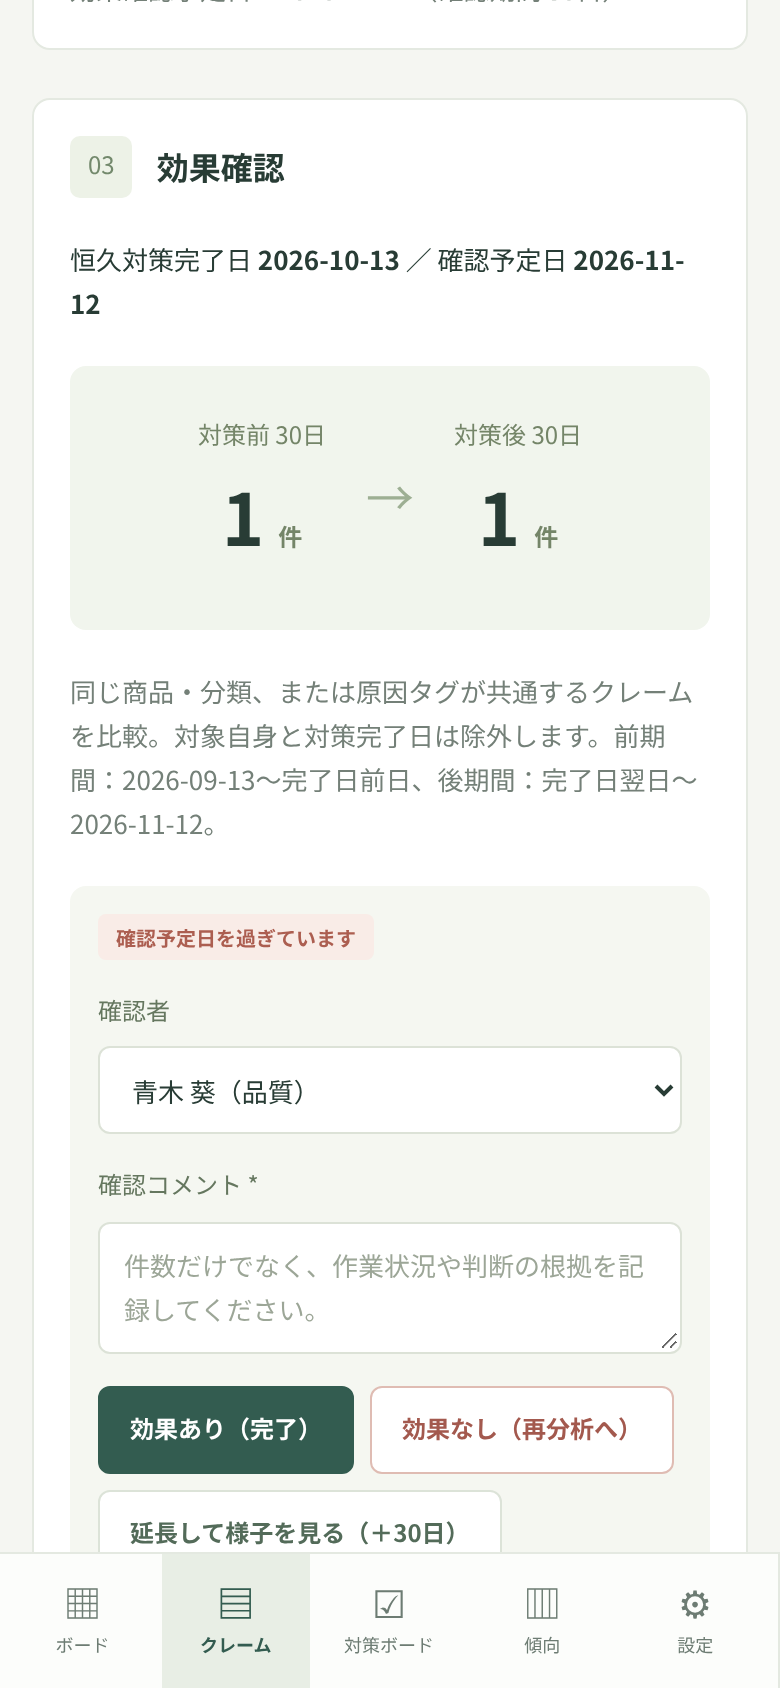 03 効果確認
恒久対策完了日 2026-10-13 ／ 確認予定日 2026-11-
12
対策前 30日 対策後 30日
1 件 → 1 件
同じ商品・分類、または原因タグが共通するクレーム
を比較。対象自身と対策完了日は除外します。前期
間：2026-09-13〜完了日前日、後期間：完了日翌日〜
2026-11-12。
確認予定日を過ぎています
確認者
青木 葵（品質）
確認コメント *
件数だけでなく、作業状況や判断の根拠を記
録してください。
効果あり（完了） 効果なし（再分析へ）
延長して様子を見る（＋30日）
ボード クレーム 対策ボード 傾向 設定